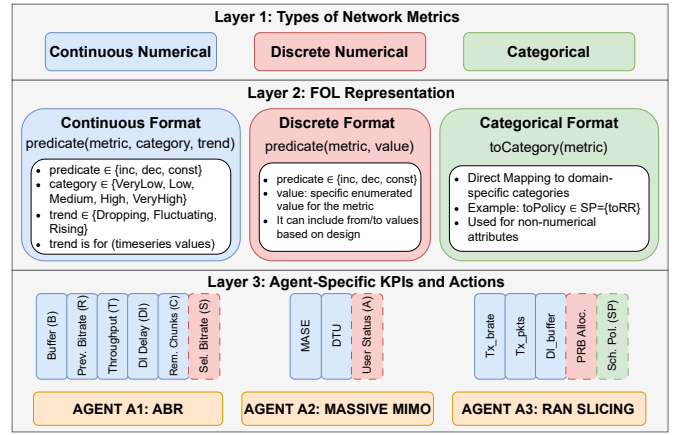 Layer 1: Types of Network Metrics
Continuous Numerical
Discrete Numerical
Categorical
Layer 2: FOL Representation
Continuous Format
predicate(metric, category, trend)
• predicate ∈ {inc, dec, const}
• category ∈ {VeryLow, Low,
Medium, High, VeryHigh}
• trend ∈ {Dropping, Fluctuating,
Rising}
• trend is for (timeseries values)
Discrete Format
predicate(metric, value)
• predicate ∈ {inc, dec, const}
• value: specific enumerated
value for the metric
• It can include from/to values
based on design
Categorical Format
toCategory(metric)
• Direct Mapping to domain-
specific categories
• Example: toPolicy ∈ SP={toRR}
• Used for non-numerical
attributes
Layer 3: Agent-Specific KPIs and Actions
Buffer (B)
Prev. Bitrate (R)
Throughput (T)
Dl Delay (Dl)
Rem. Chunks (C)
Sel. Bitrate (S)
MASE
DTU
User Status (A)
Tx_brate
Tx_pkts
Dl_buffer
PRB Alloc.
Sch. Pol. (SP)
AGENT A1: ABR
AGENT A2: MASSIVE MIMO
AGENT A3: RAN SLICING